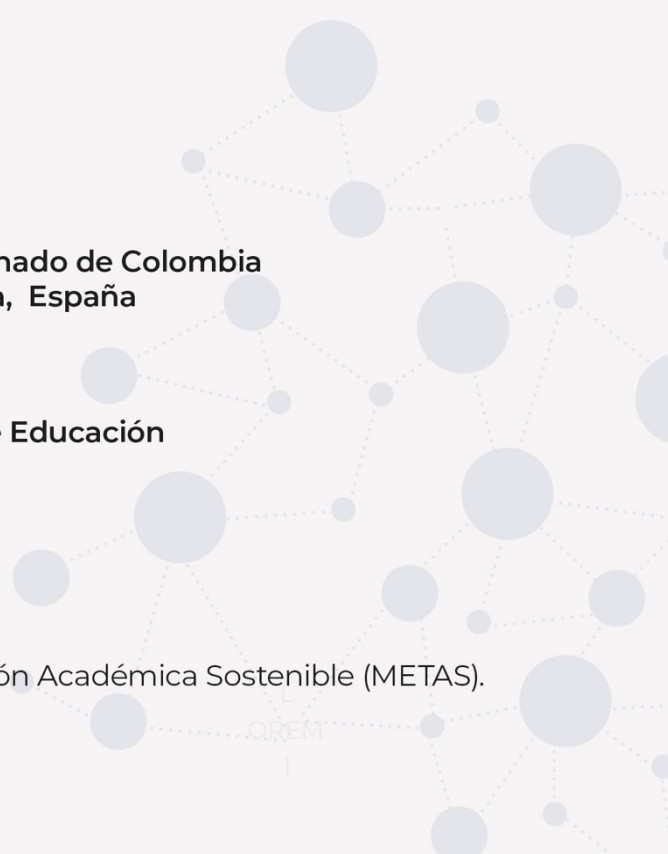 nado de Colombia
, España
Educación
ón Académica Sostenible (METAS).
L
OREM
I